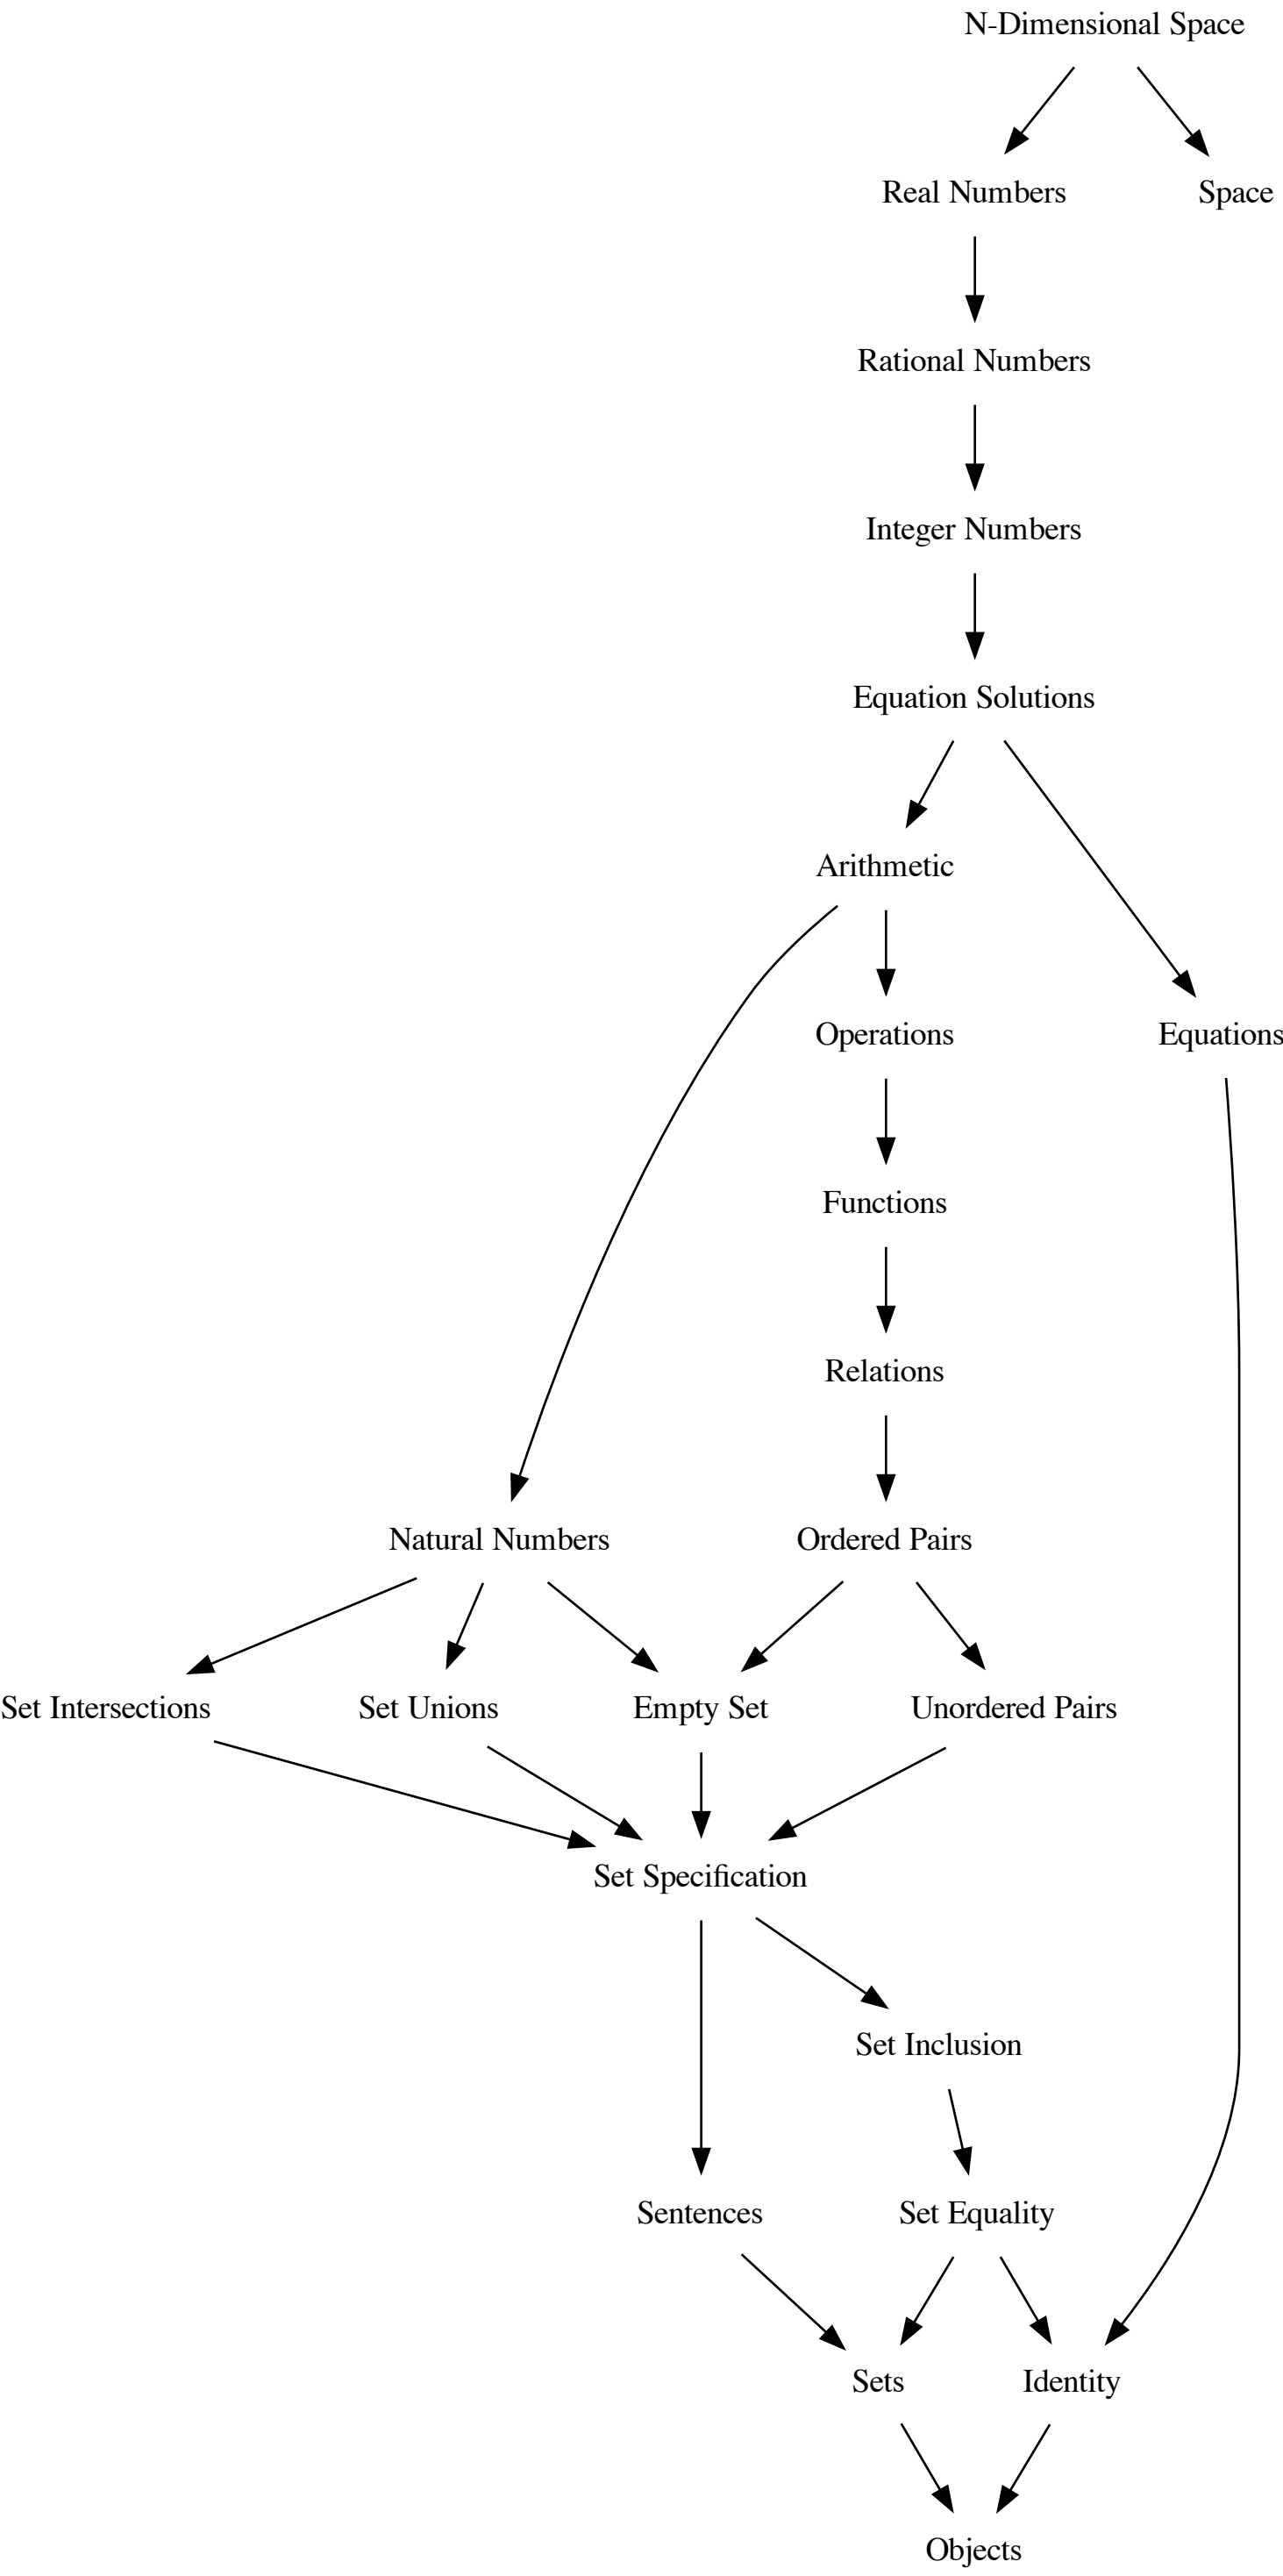 N-Dimensional Space
Real Numbers
Space
Rational Numbers
Integer Numbers
Equation Solutions
Arithmetic
Operations
Equations
Functions
Relations
Natural Numbers
Ordered Pairs
Set Intersections
Set Unions
Empty Set
Unordered Pairs
Set Specification
Set Inclusion
Sentences
Set Equality
Sets
Identity
Objects